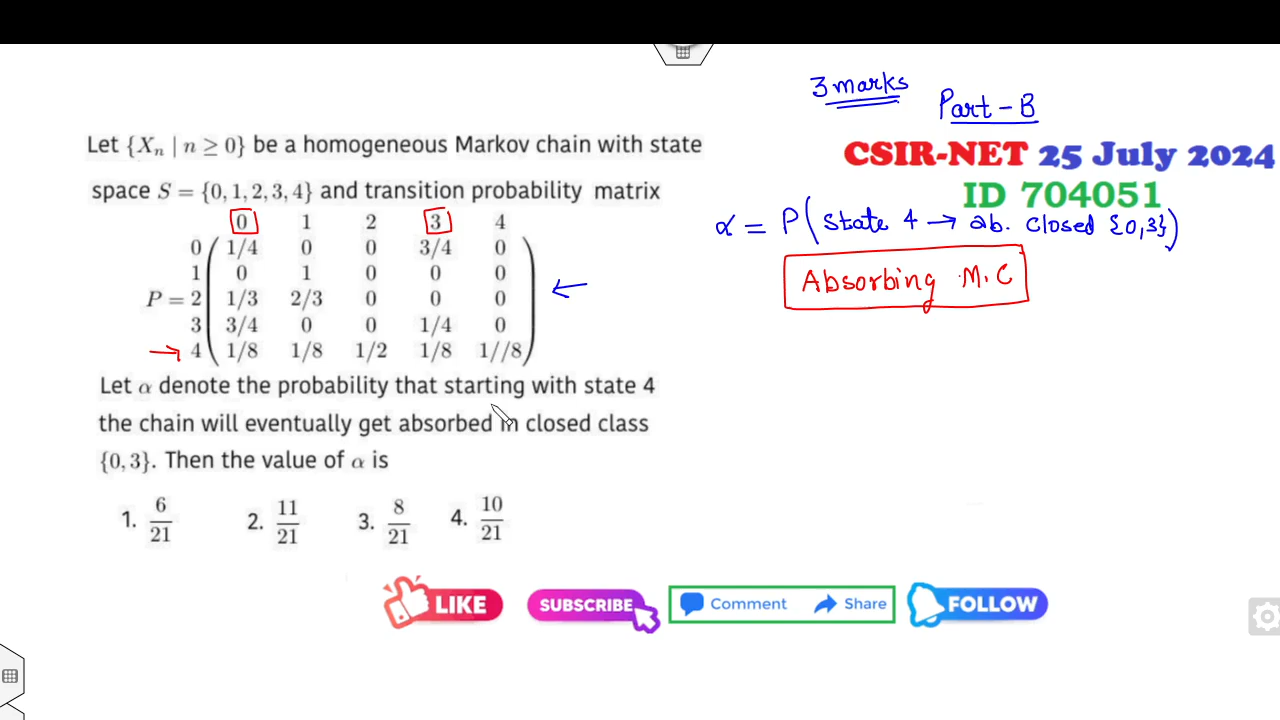 3 marks
Part-B
CSIR-NET 25 July 2024
ID 704051
Let {Xₙ | n ≥ 0} be a homogeneous Markov chain with state
space S = {0, 1, 2, 3, 4} and transition probability matrix
0 1 2 3 4
0 1/4 0 0 3/4 0
1 0 1 0 0 0
P = 2 1/3 2/3 0 0 0
3 3/4 0 0 1/4 0
→ 4 1/8 1/8 1/2 1/8 1//8
←
Let α denote the probability that starting with state 4
the chain will eventually get absorbed in closed class
{0, 3}. Then the value of α is
1. 6/21 2. 11/21 3. 8/21 4. 10/21
α = P(state 4 → ab. closed {0,3})
Absorbing M.C
LIKE SUBSCRIBE Comment Share FOLLOW